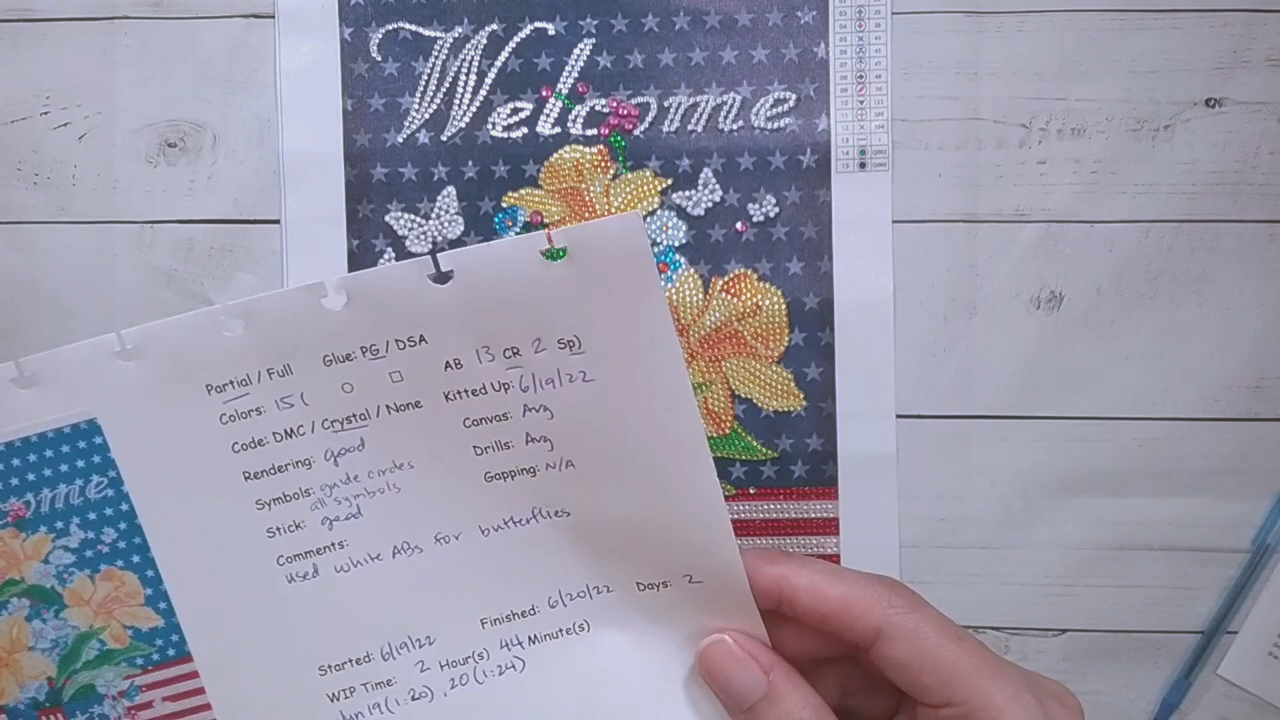 Welcome
Partial / Full Glue: PG / DSA
Colors: 15 ( ○ □ AB 13 CR 2 Sp)
Code: DMC / Crystal / None Kitted Up: 6/19/22
Rendering: good Canvas: Avg
Symbols: guide circles Drills: Avg
all symbols Gapping: N/A
Stick: good
Comments:
used white ABs for butterflies
Started: 6/19/22 Finished: 6/20/22 Days: 2
WIP Time: 2 Hour(s) 44 Minute(s)
Jun 19 (1:20), 20 (1:24)
ome